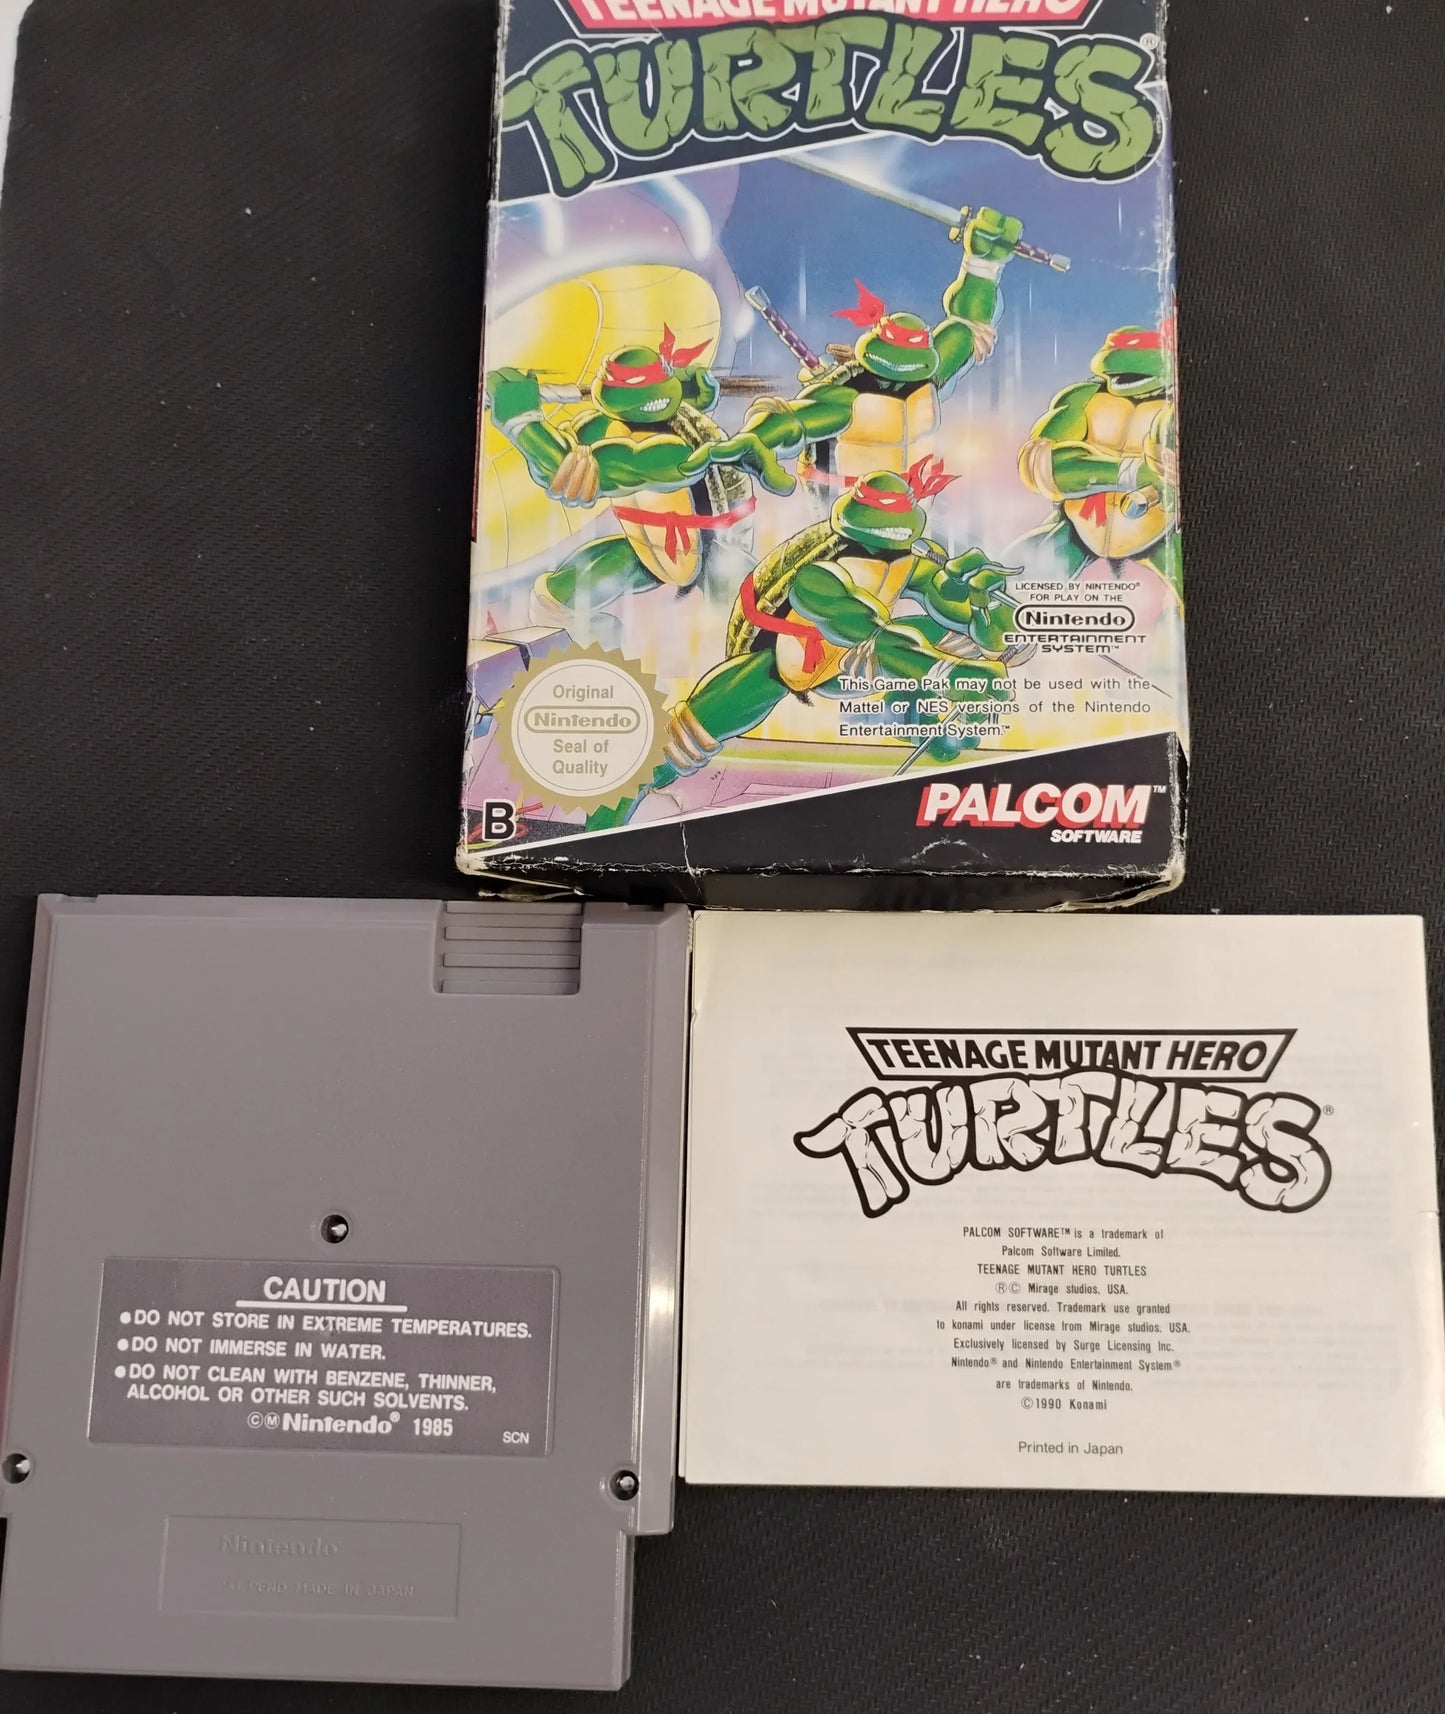 TEENAGE MUTANT HERO
TURTLES®
LICENSED BY NINTENDO®
FOR PLAY ON THE
Nintendo
ENTERTAINMENT
SYSTEM™
This Game Pak may not be used with the
Mattel or NES versions of the Nintendo
Entertainment System.™
Original
Nintendo
Seal of
Quality
B
PALCOM™
SOFTWARE
CAUTION
●DO NOT STORE IN EXTREME TEMPERATURES.
●DO NOT IMMERSE IN WATER.
●DO NOT CLEAN WITH BENZENE, THINNER,
ALCOHOL OR OTHER SUCH SOLVENTS.
©Ⓜ Nintendo® 1985
SCN
Nintendo
PAT. PEND. MADE IN JAPAN
TEENAGE MUTANT HERO
TURTLES®
PALCOM SOFTWARE™ is a trademark of
Palcom Software Limited.
TEENAGE MUTANT HERO TURTLES
®© Mirage studios. USA.
All rights reserved. Trademark use granted
to konami under license from Mirage studios. USA.
Exclusively licensed by Surge Licensing Inc.
Nintendo® and Nintendo Entertainment System®
are trademarks of Nintendo.
©1990 Konami
Printed in Japan